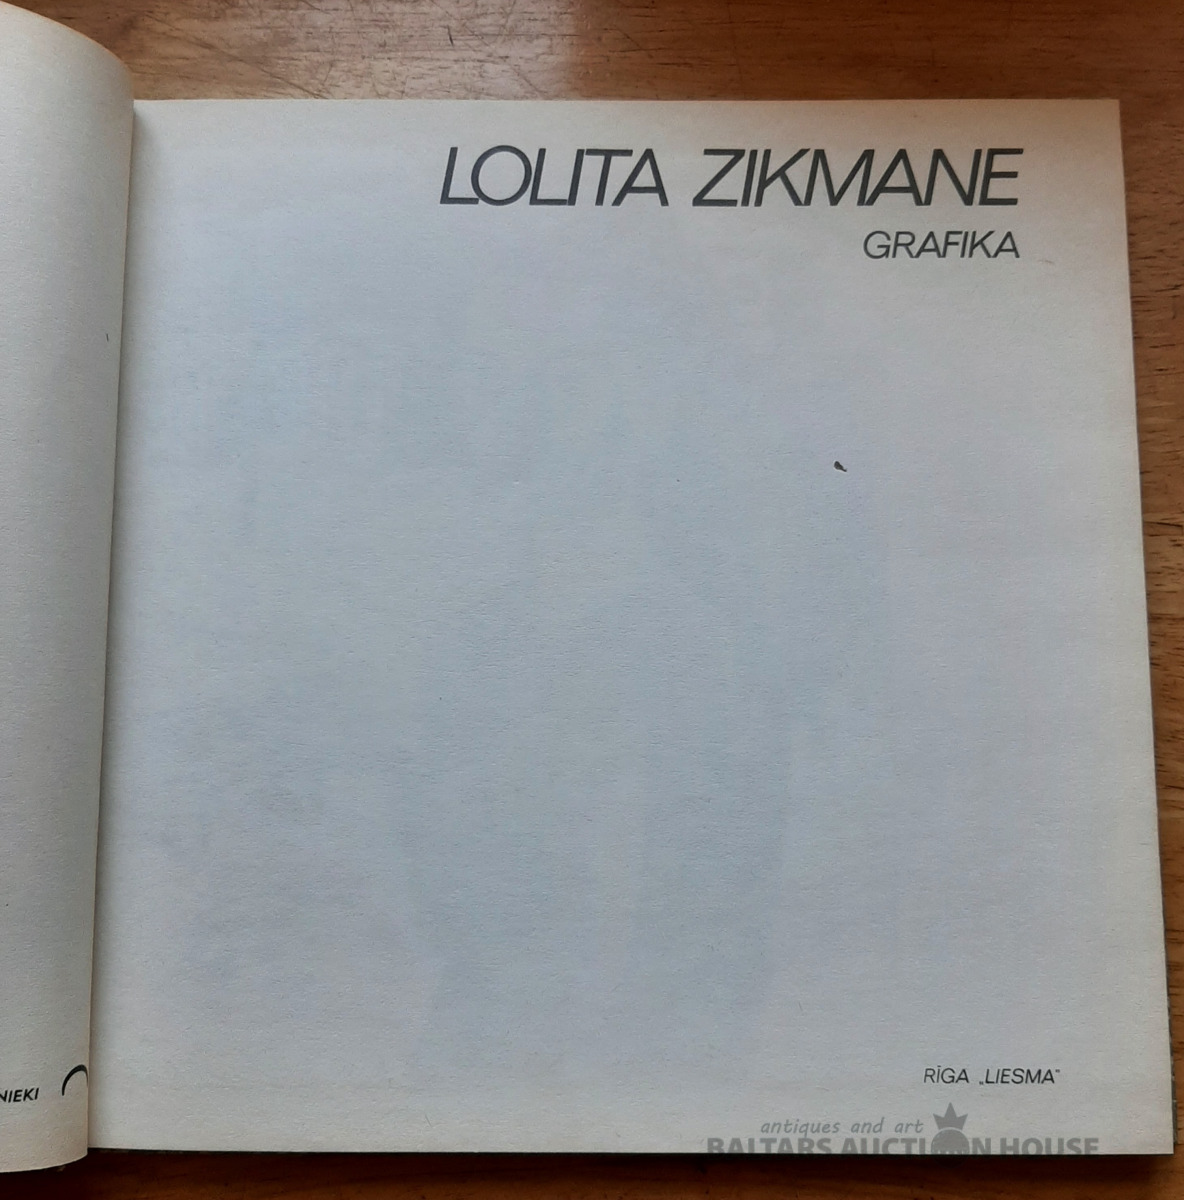 LOLITA ZIKMANE
GRAFIKA
NIEKI
RĪGA „LIESMA“
antiques and art
BALTARS AUCTION HOUSE